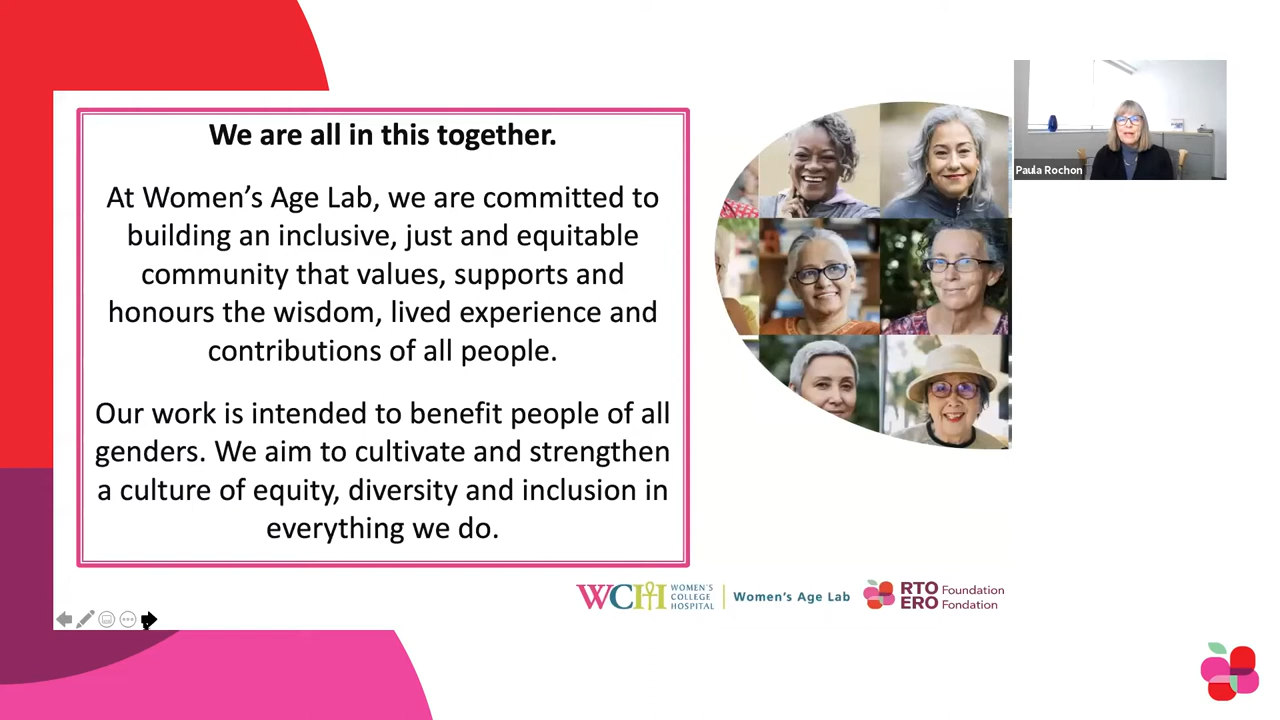 We are all in this together.
At Women’s Age Lab, we are committed to
building an inclusive, just and equitable
community that values, supports and
honours the wisdom, lived experience and
contributions of all people.
Our work is intended to benefit people of all
genders. We aim to cultivate and strengthen
a culture of equity, diversity and inclusion in
everything we do.
Paula Rochon
WCH WOMEN'S
COLLEGE
HOSPITAL
Women's Age Lab
RTO Foundation
ERO Fondation